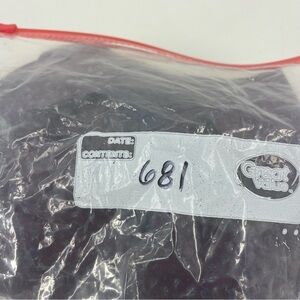 DATE:
CONTENTS:
681
Great Value